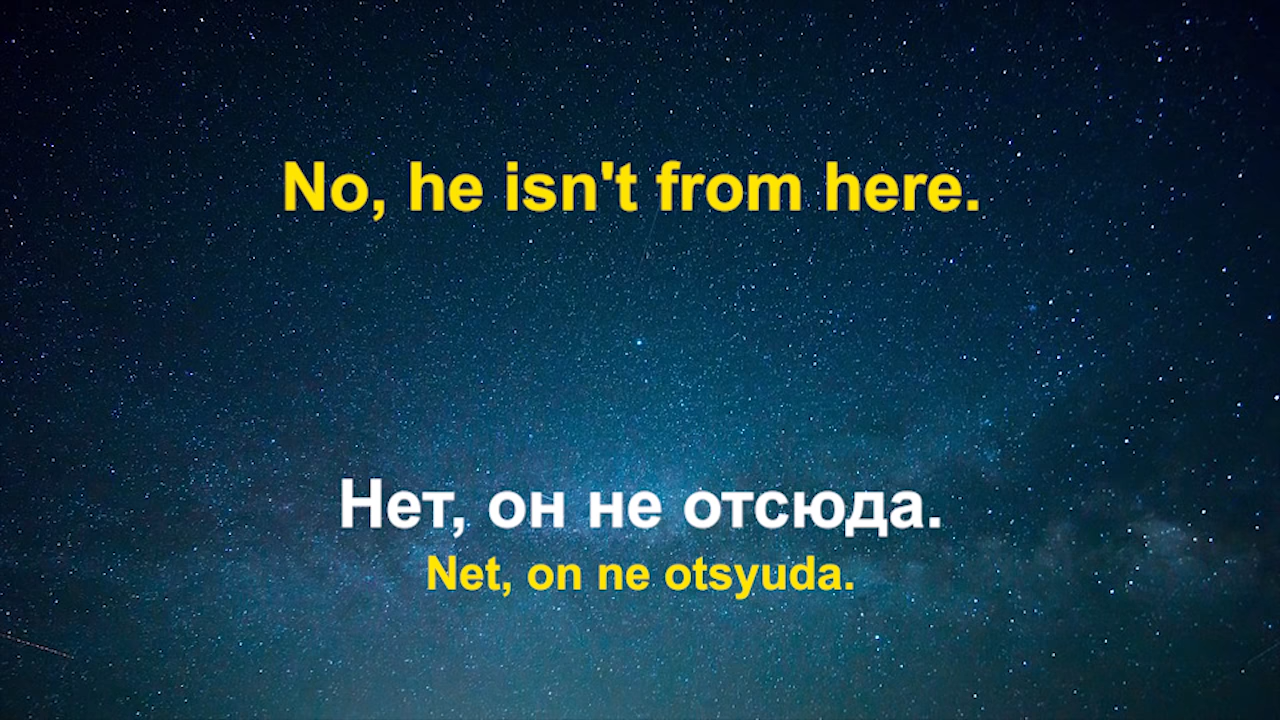 No, he isn't from here.
Нет, он не отсюда.
Net, on ne otsyuda.